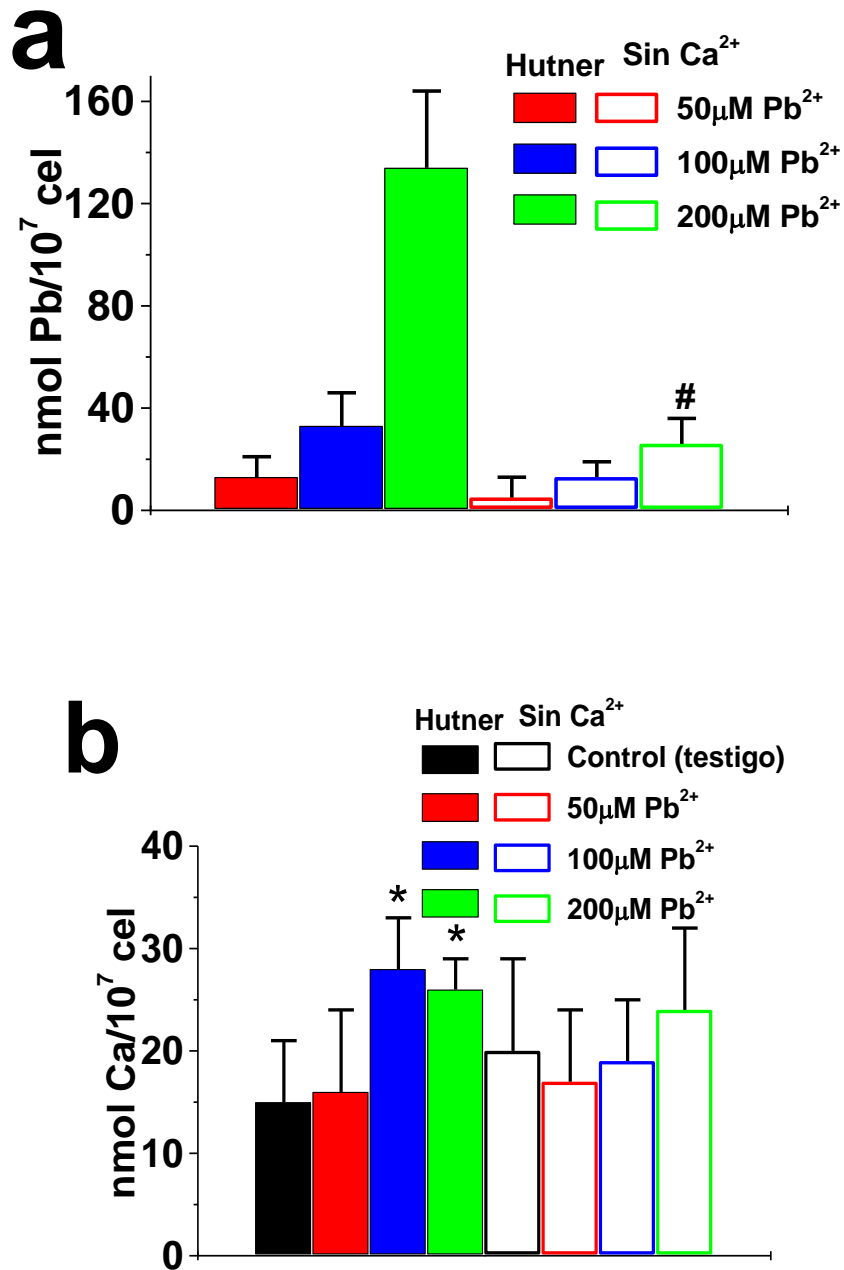 a
Hutner Sin Ca²⁺
50μM Pb²⁺
100μM Pb²⁺
200μM Pb²⁺
nmol Pb/10⁷ cel
160
120
80
40
0
#
b
Hutner Sin Ca²⁺
Control (testigo)
50μM Pb²⁺
100μM Pb²⁺
200μM Pb²⁺
nmol Ca/10⁷ cel
40
30
20
10
0
*
*